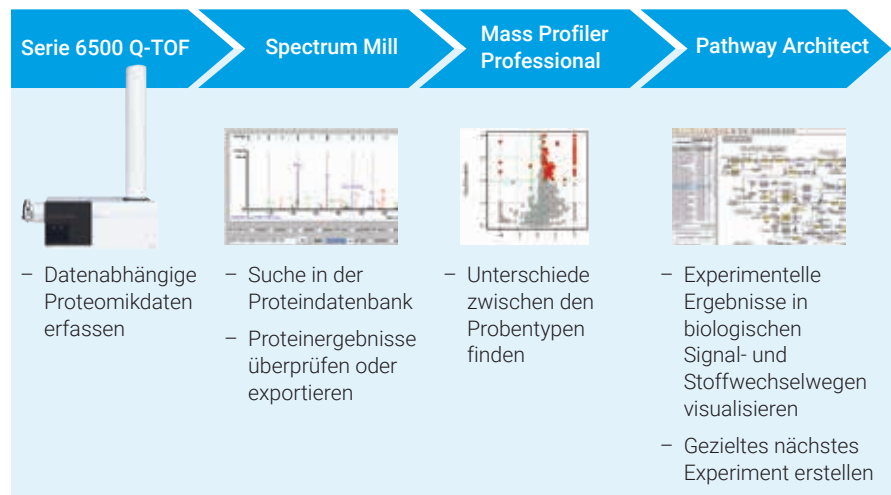 Serie 6500 Q-TOF
Spectrum Mill
Mass Profiler
Professional
Pathway Architect
– Datenabhängige
Proteomikdaten
erfassen
– Suche in der
Proteindatenbank
– Proteinergebnisse
überprüfen oder
exportieren
– Unterschiede
zwischen den
Probentypen
finden
– Experimentelle
Ergebnisse in
biologischen
Signal- und
Stoffwechselwegen
visualisieren
– Gezieltes nächstes
Experiment erstellen